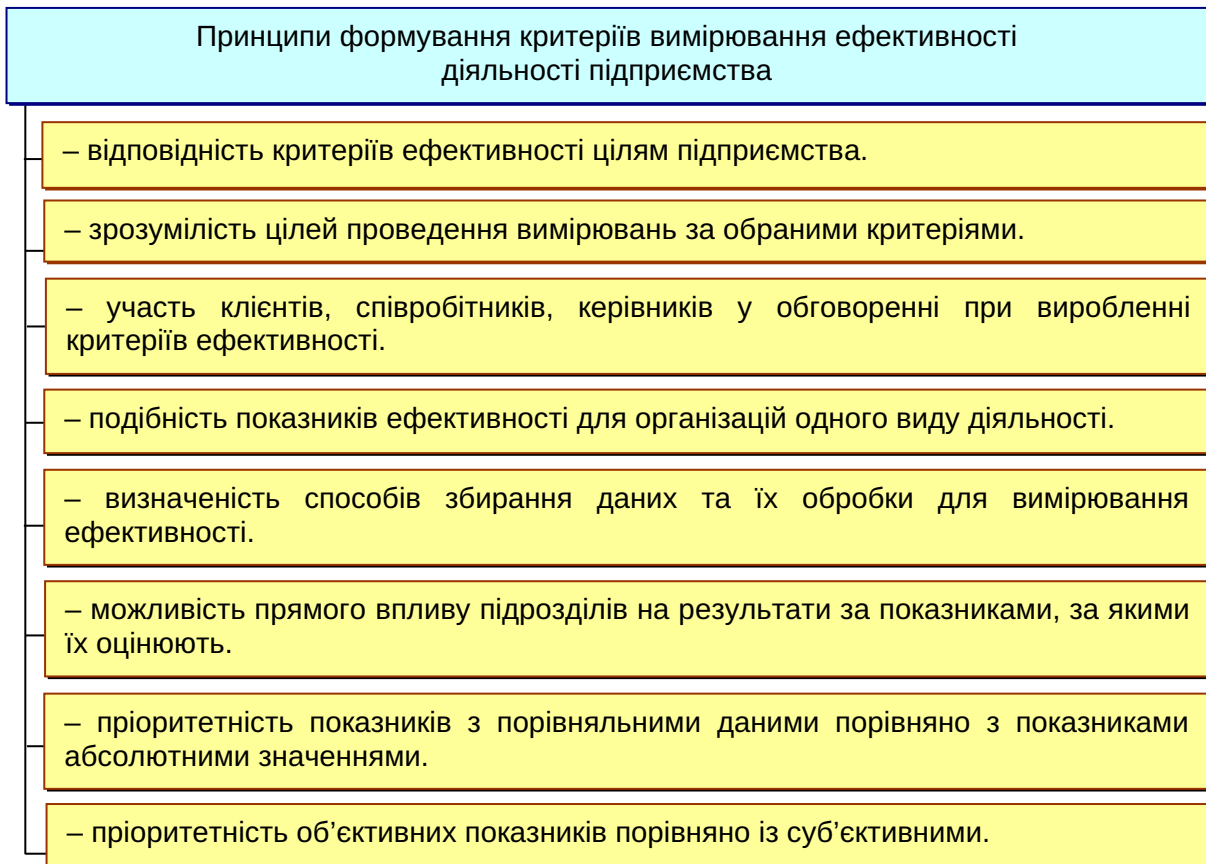 Принципи формування критеріїв вимірювання ефективності
діяльності підприємства
– відповідність критеріїв ефективності цілям підприємства.
– зрозумілість цілей проведення вимірювань за обраними критеріями.
– участь клієнтів, співробітників, керівників у обговоренні при виробленні
критеріїв ефективності.
– подібність показників ефективності для організацій одного виду діяльності.
– визначеність способів збирання даних та їх обробки для вимірювання
ефективності.
– можливість прямого впливу підрозділів на результати за показниками, за якими
їх оцінюють.
– пріоритетність показників з порівняльними даними порівняно з показниками
абсолютними значеннями.
– пріоритетність об’єктивних показників порівняно із суб’єктивними.